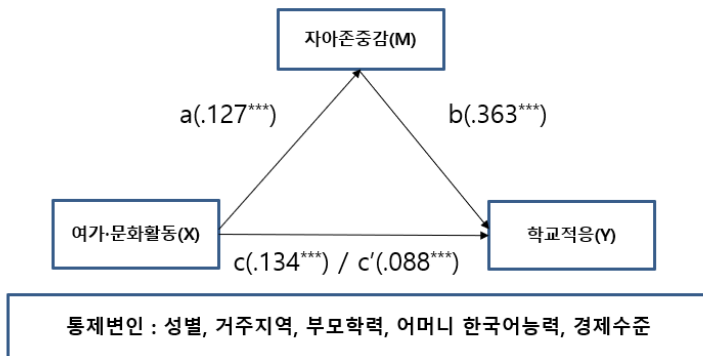 자아존중감(M)
a(.127***)
b(.363***)
여가·문화활동(X)
학교적응(Y)
c(.134***) / c’(.088***)
통제변인 : 성별, 거주지역, 부모학력, 어머니 한국어능력, 경제수준